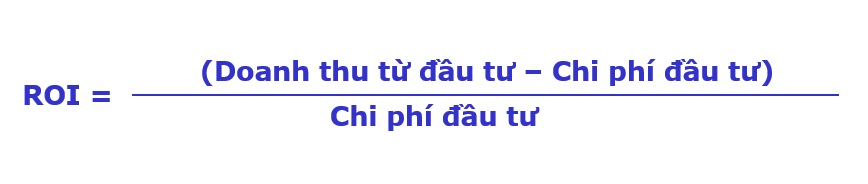 (Doanh thu từ đầu tư – Chi phí đầu tư)
ROI =
Chi phí đầu tư